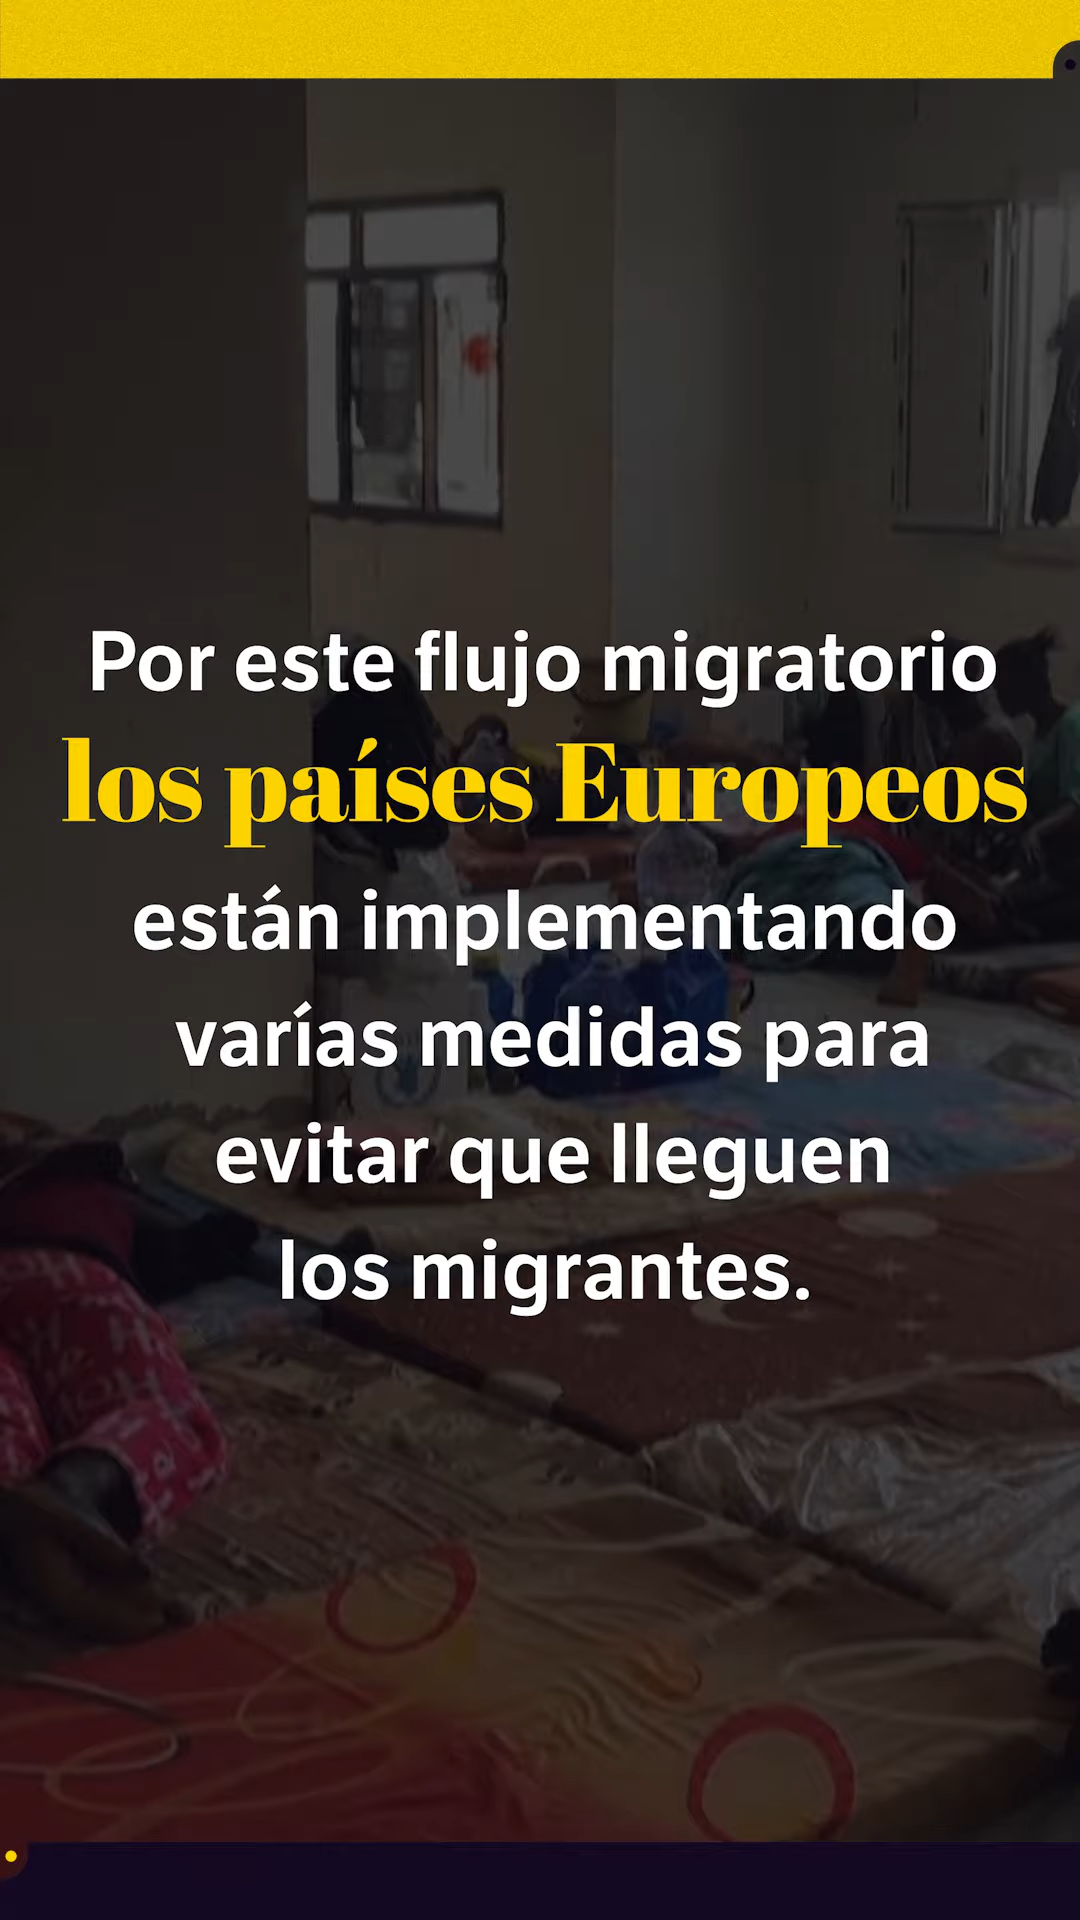 Por este flujo migratorio
los países Europeos
están implementando
varías medidas para
evitar que lleguen
los migrantes.